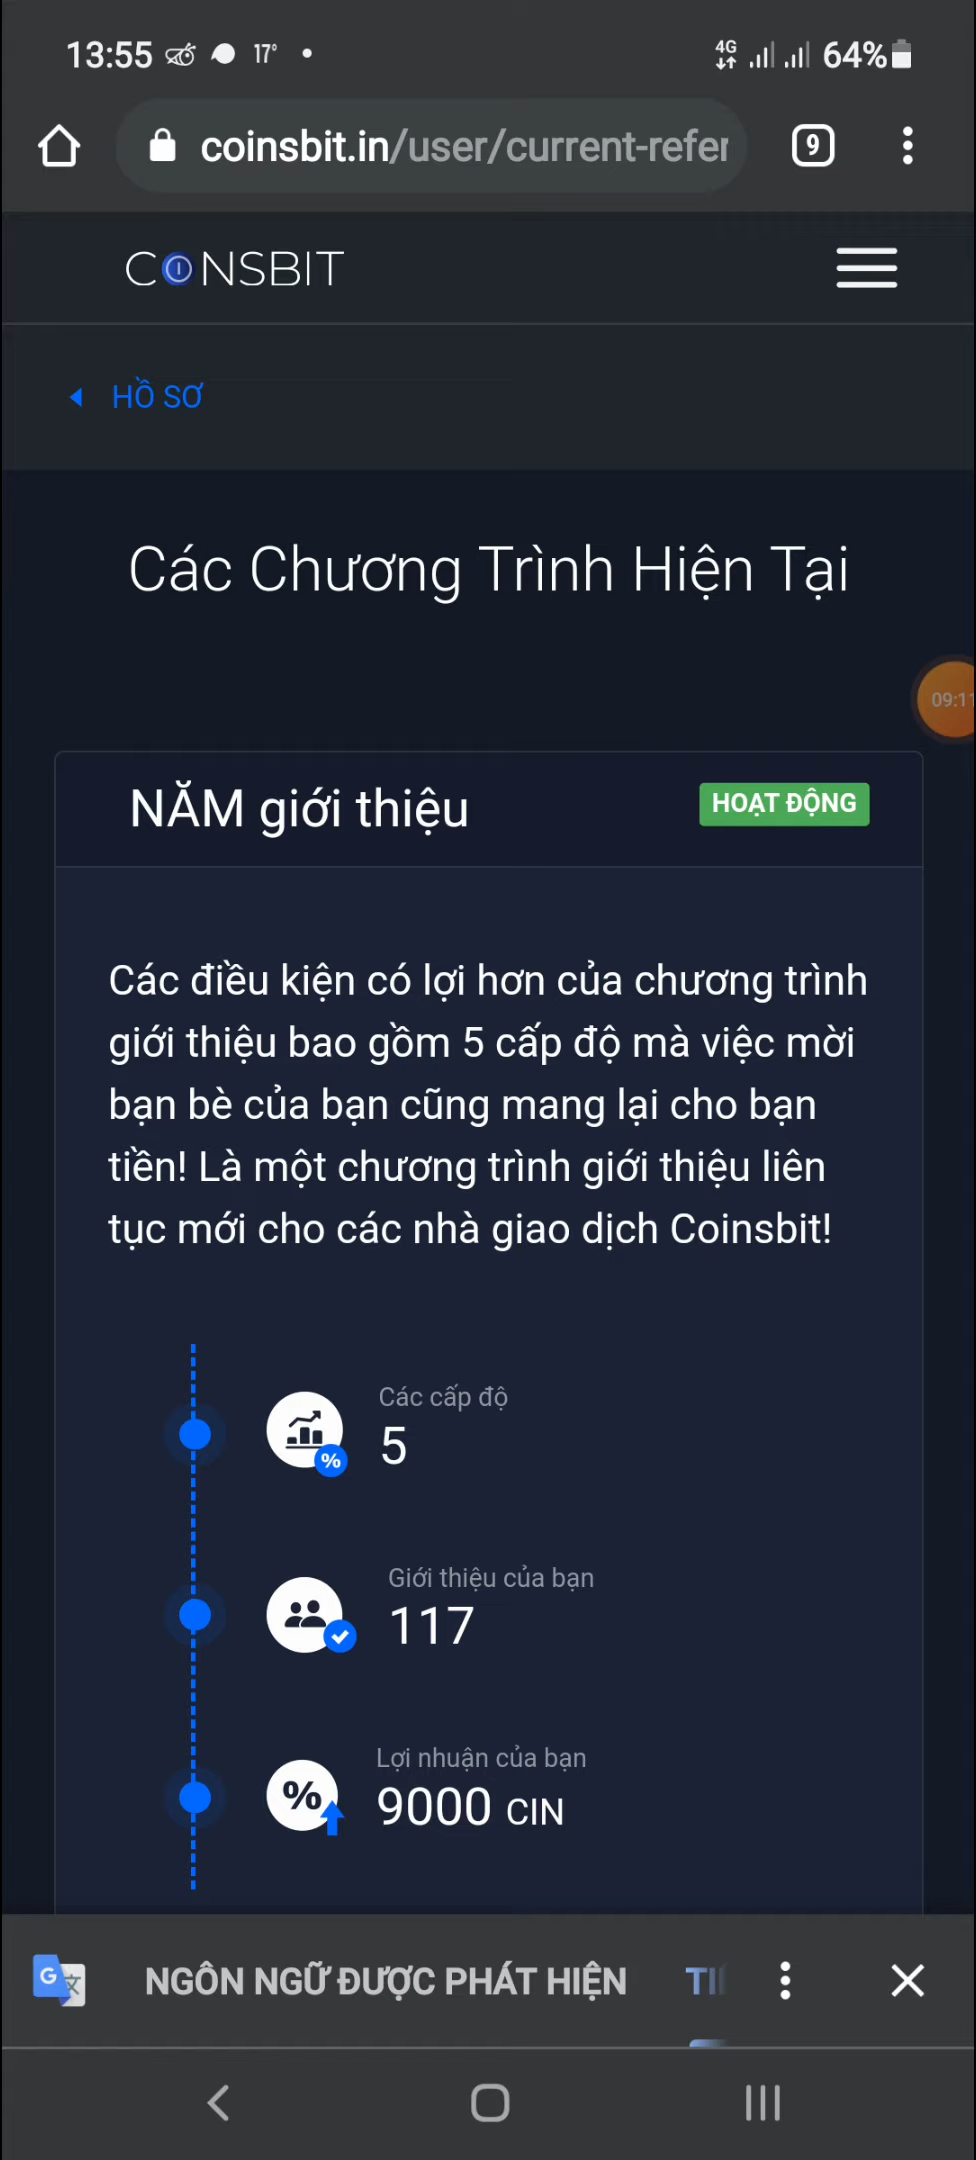 13:55 17° 4G 64%
coinsbit.in/user/current-refer 9
COINSBIT
HỒ SƠ
Các Chương Trình Hiện Tại
09:11
NĂM giới thiệu HOẠT ĐỘNG
Các điều kiện có lợi hơn của chương trình
giới thiệu bao gồm 5 cấp độ mà việc mời
bạn bè của bạn cũng mang lại cho bạn
tiền! Là một chương trình giới thiệu liên
tục mới cho các nhà giao dịch Coinsbit!
Các cấp độ
5
Giới thiệu của bạn
117
Lợi nhuận của bạn
9000 CIN
NGÔN NGỮ ĐƯỢC PHÁT HIỆN